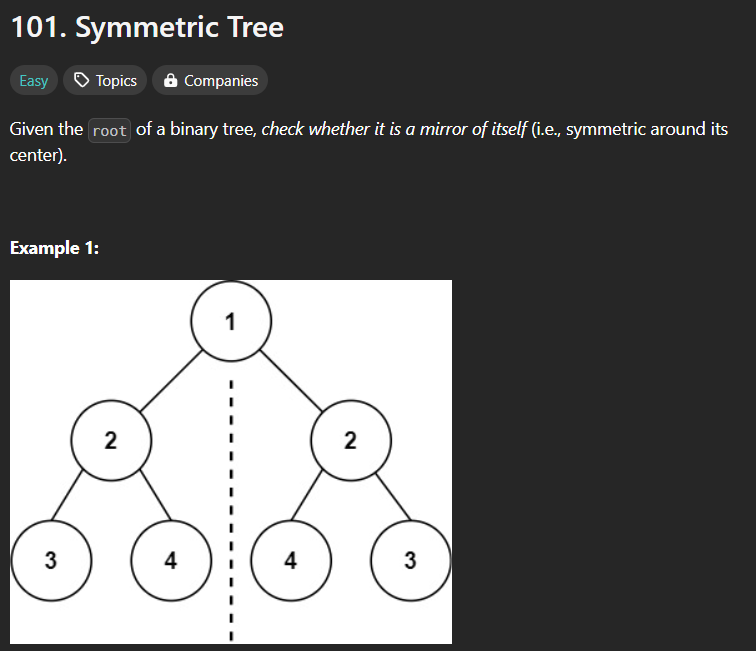 101. Symmetric Tree
Easy Topics Companies
Given the root of a binary tree, check whether it is a mirror of itself (i.e., symmetric around its
center).
Example 1:
1
2 2
3 4 4 3